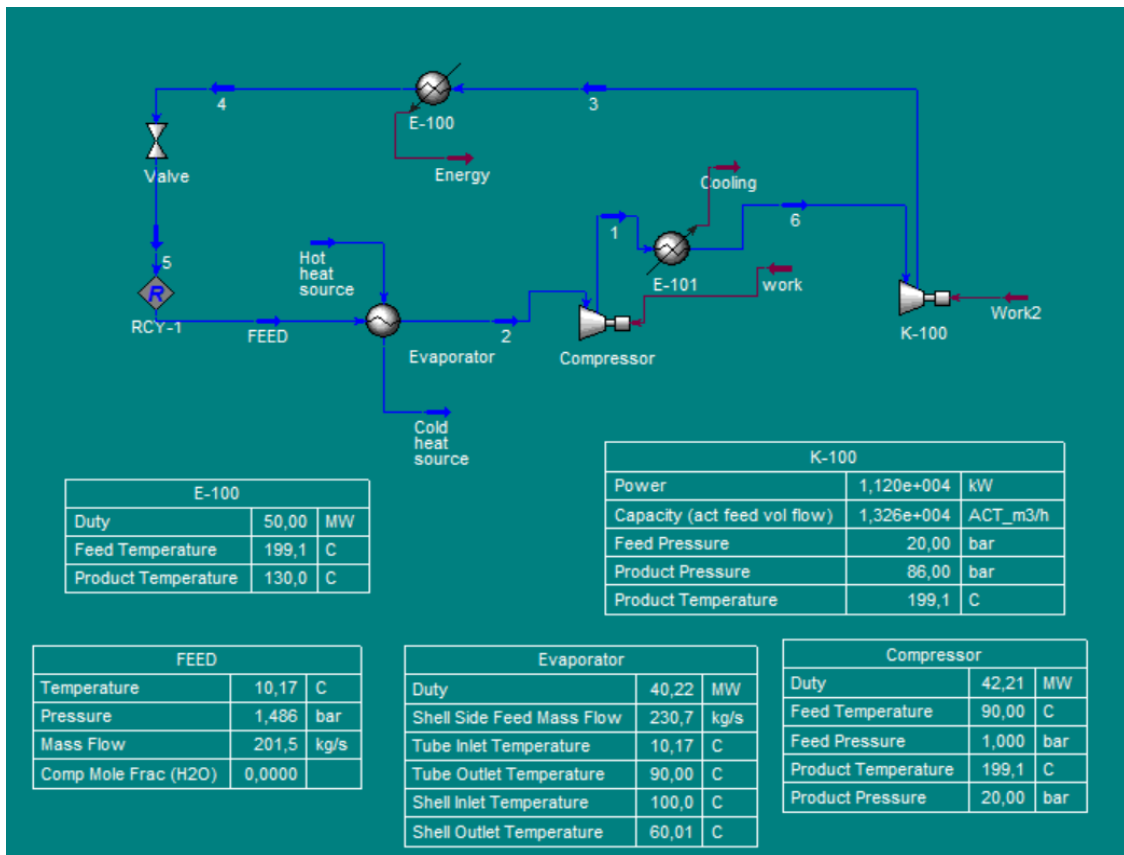 4
E-100
3
Valve
Energy
Cooling
1
6
5
Hot
heat
source
E-101
work
R
RCY-1
FEED
Evaporator
2
Compressor
K-100
Work2
Cold
heat
source
K-100
Power 1,120e+004 kW
Capacity (act feed vol flow) 1,326e+004 ACT_m3/h
Feed Pressure 20,00 bar
Product Pressure 86,00 bar
Product Temperature 199,1 C
E-100
Duty 50,00 MW
Feed Temperature 199,1 C
Product Temperature 130,0 C
FEED
Temperature 10,17 C
Pressure 1,486 bar
Mass Flow 201,5 kg/s
Comp Mole Frac (H2O) 0,0000
Evaporator
Duty 40,22 MW
Shell Side Feed Mass Flow 230,7 kg/s
Tube Inlet Temperature 10,17 C
Tube Outlet Temperature 90,00 C
Shell Inlet Temperature 100,0 C
Shell Outlet Temperature 60,01 C
Compressor
Duty 42,21 MW
Feed Temperature 90,00 C
Feed Pressure 1,000 bar
Product Temperature 199,1 C
Product Pressure 20,00 bar